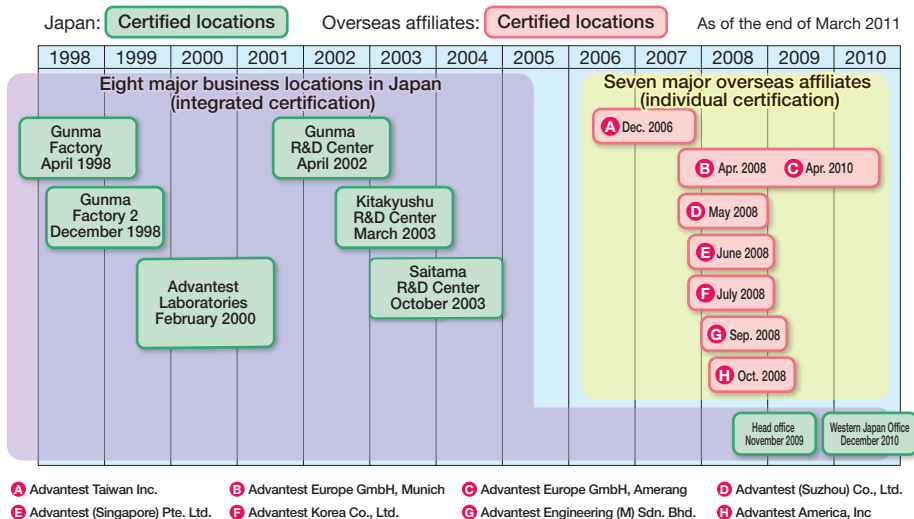 Japan: Certified locations Overseas affiliates: Certified locations As of the end of March 2011
1998 1999 2000 2001 2002 2003 2004 2005 2006 2007 2008 2009 2010
Eight major business locations in Japan
(integrated certification)
Seven major overseas affiliates
(individual certification)
Gunma
Factory
April 1998
Gunma
R&D Center
April 2002
A Dec. 2006
B Apr. 2008 C Apr. 2010
Gunma
Factory 2
December 1998
Kitakyushu
R&D Center
March 2003
D May 2008
E June 2008
Advantest
Laboratories
February 2000
Saitama
R&D Center
October 2003
F July 2008
G Sep. 2008
H Oct. 2008
Head office
November 2009
Western Japan Office
December 2010
A Advantest Taiwan Inc. B Advantest Europe GmbH, Munich C Advantest Europe GmbH, Amerang D Advantest (Suzhou) Co., Ltd.
E Advantest (Singapore) Pte. Ltd. F Advantest Korea Co., Ltd. G Advantest Engineering (M) Sdn. Bhd. H Advantest America, Inc